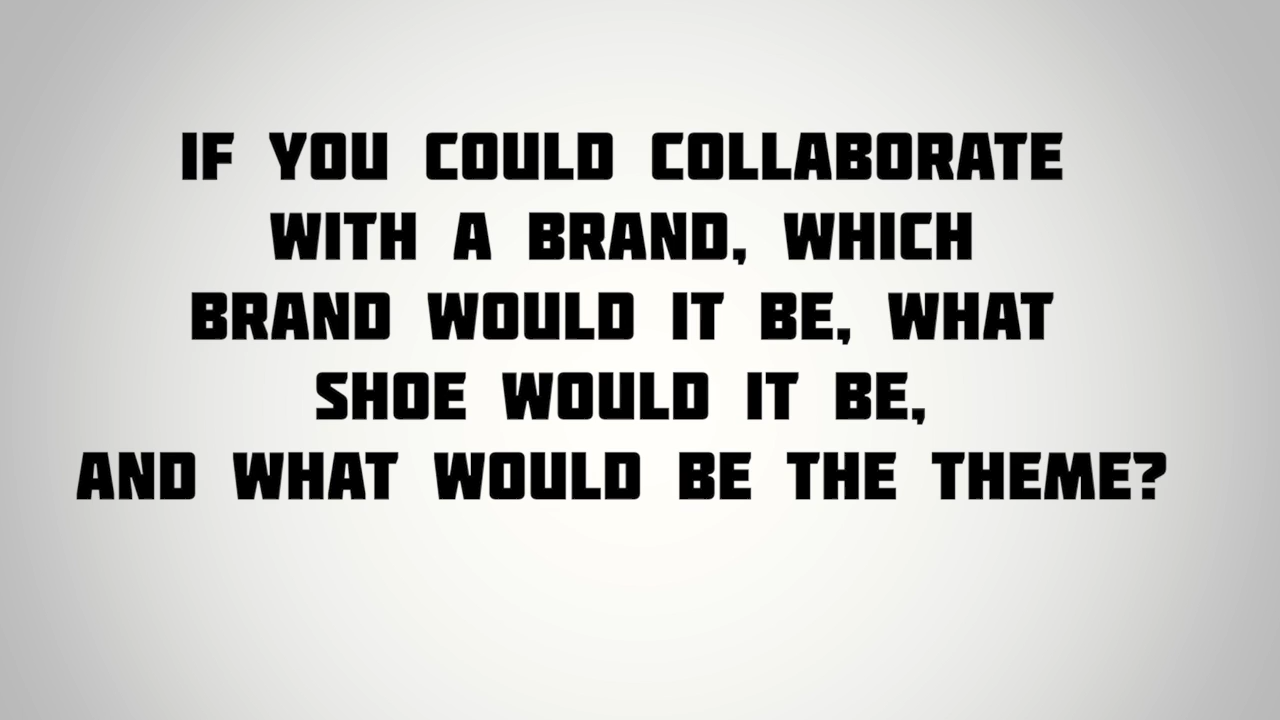 IF YOU COULD COLLABORATE
WITH A BRAND, WHICH
BRAND WOULD IT BE, WHAT
SHOE WOULD IT BE,
AND WHAT WOULD BE THE THEME?